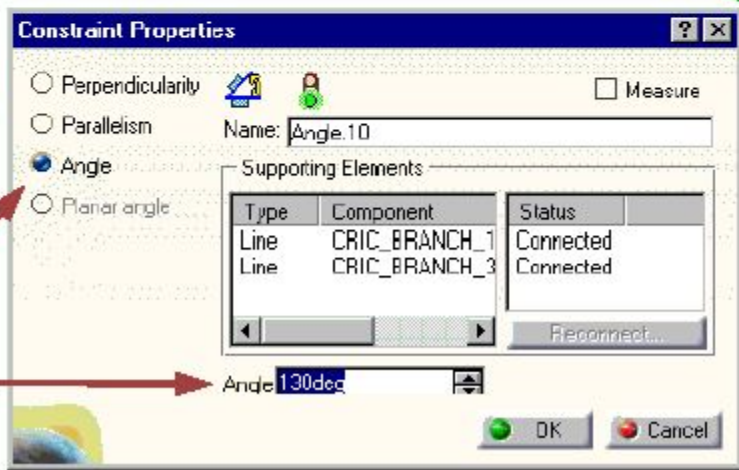 Constraint Properties
Perpendicularity
Measure
Parallelism
Name: Angle.10
Angle
Supporting Elements
Planar angle
Type Component Status
Line CRIC_BRANCH_1 Connected
Line CRIC_BRANCH_3 Connected
Reconnect...
Angle 130deg
OK Cancel